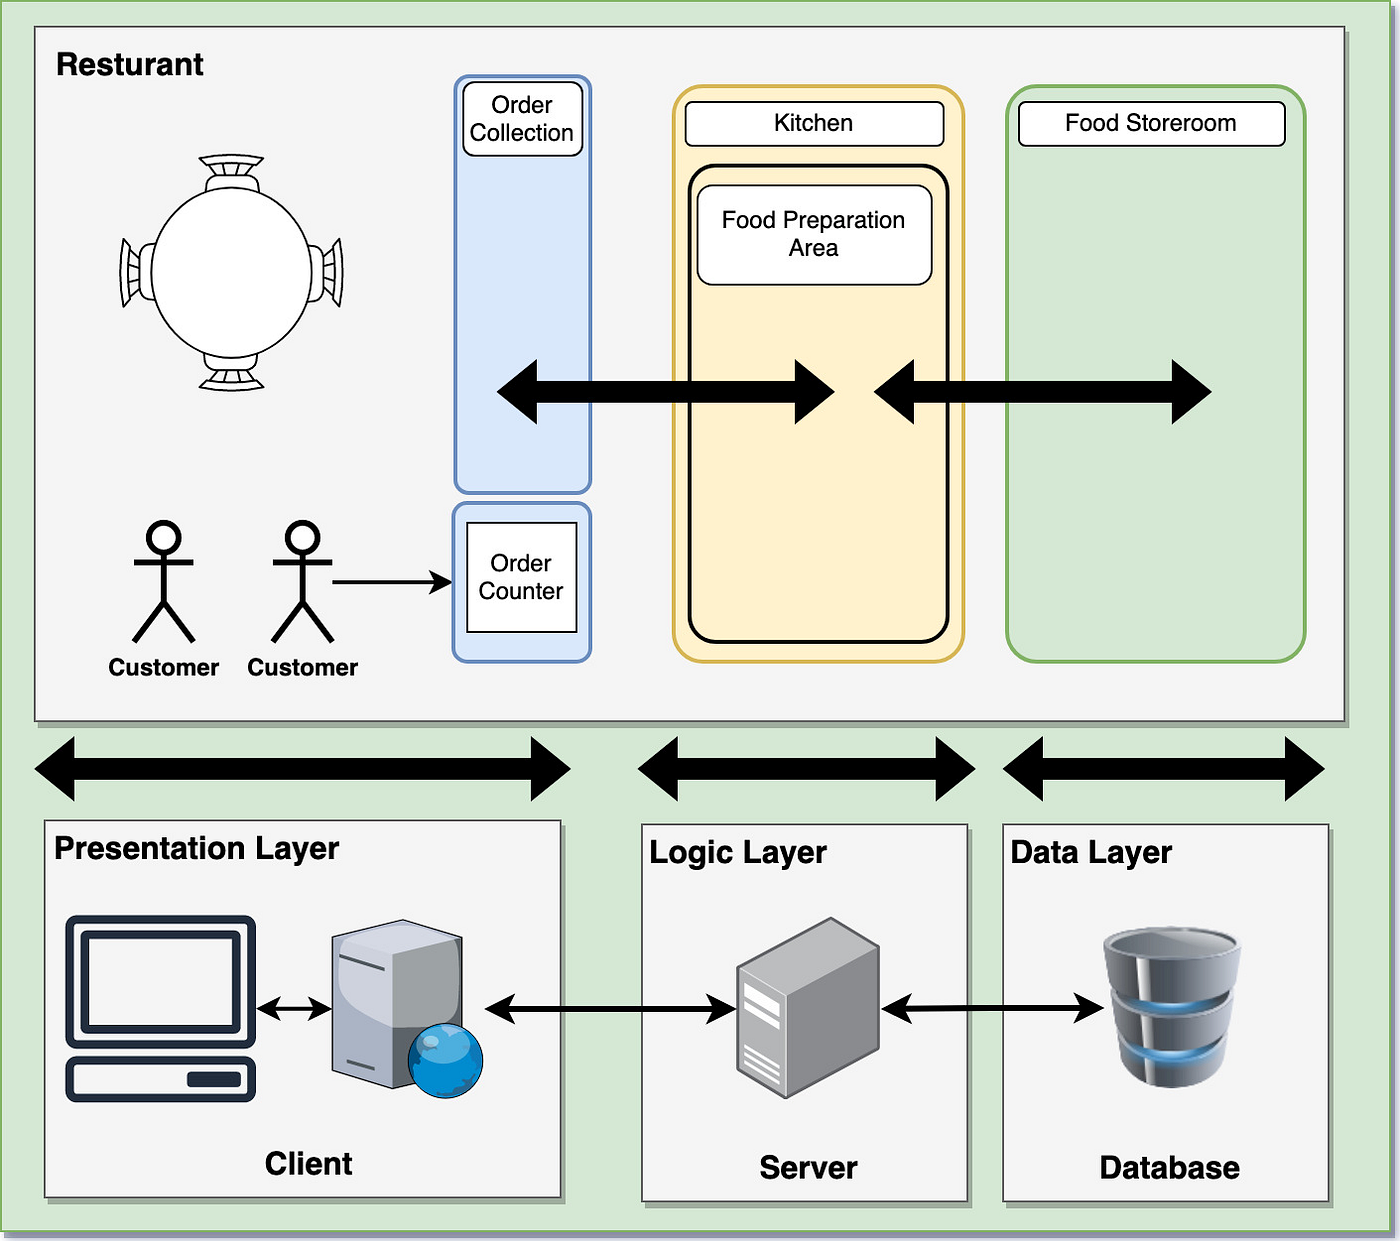 Resturant
Order
Collection
Kitchen
Food Storeroom
Food Preparation
Area
Order
Counter
Customer
Customer
Presentation Layer
Logic Layer
Data Layer
Client
Server
Database